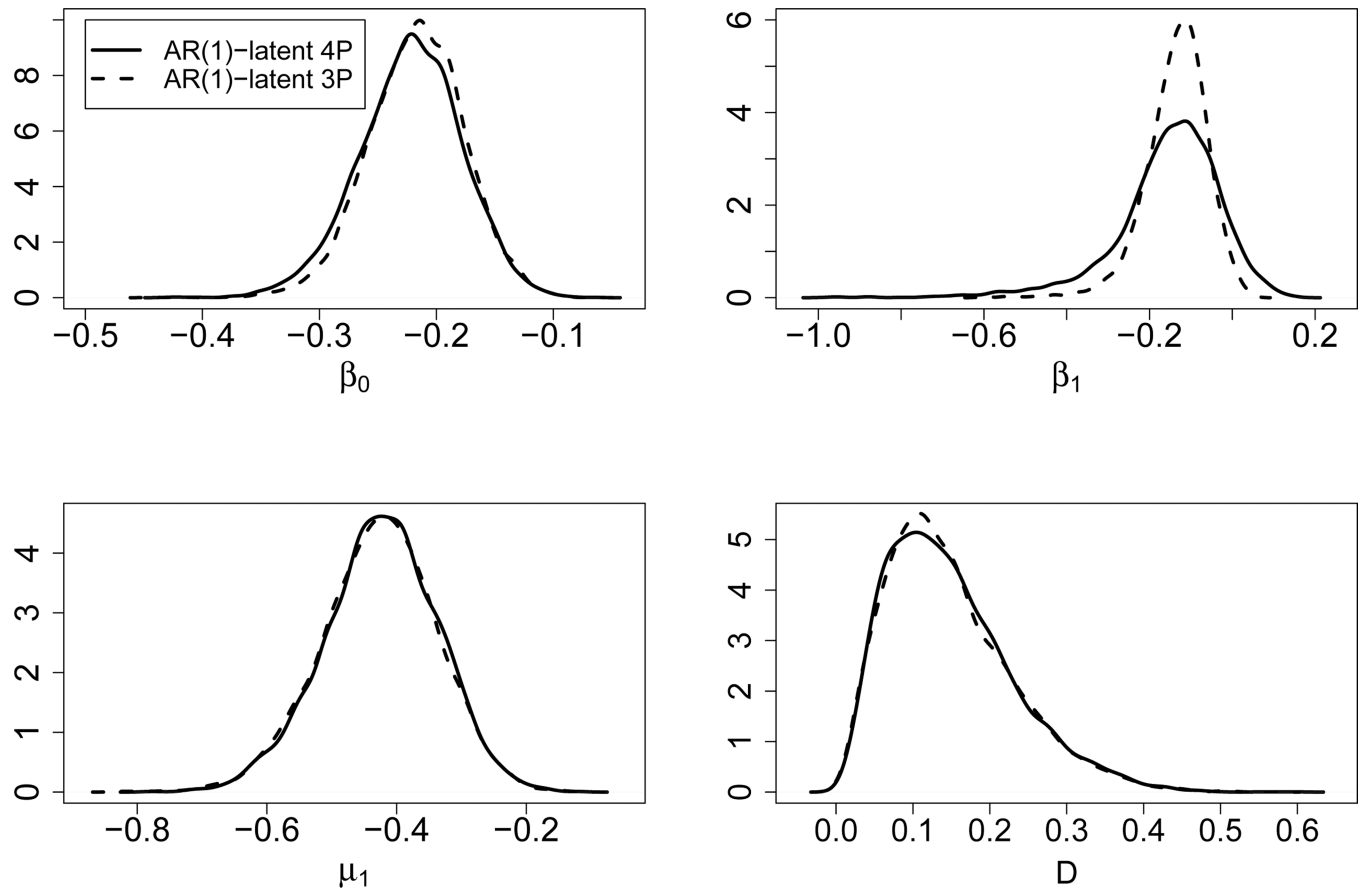 AR(1)−latent 4P
AR(1)−latent 3P
0 2 4 6 8
−0.5 −0.4 −0.3 −0.2 −0.1
β0
0 2 4 6
−1.0 −0.6 −0.2 0.2
β1
0 1 2 3 4
−0.8 −0.6 −0.4 −0.2
μ1
0 1 2 3 4 5
0.0 0.1 0.2 0.3 0.4 0.5 0.6
D